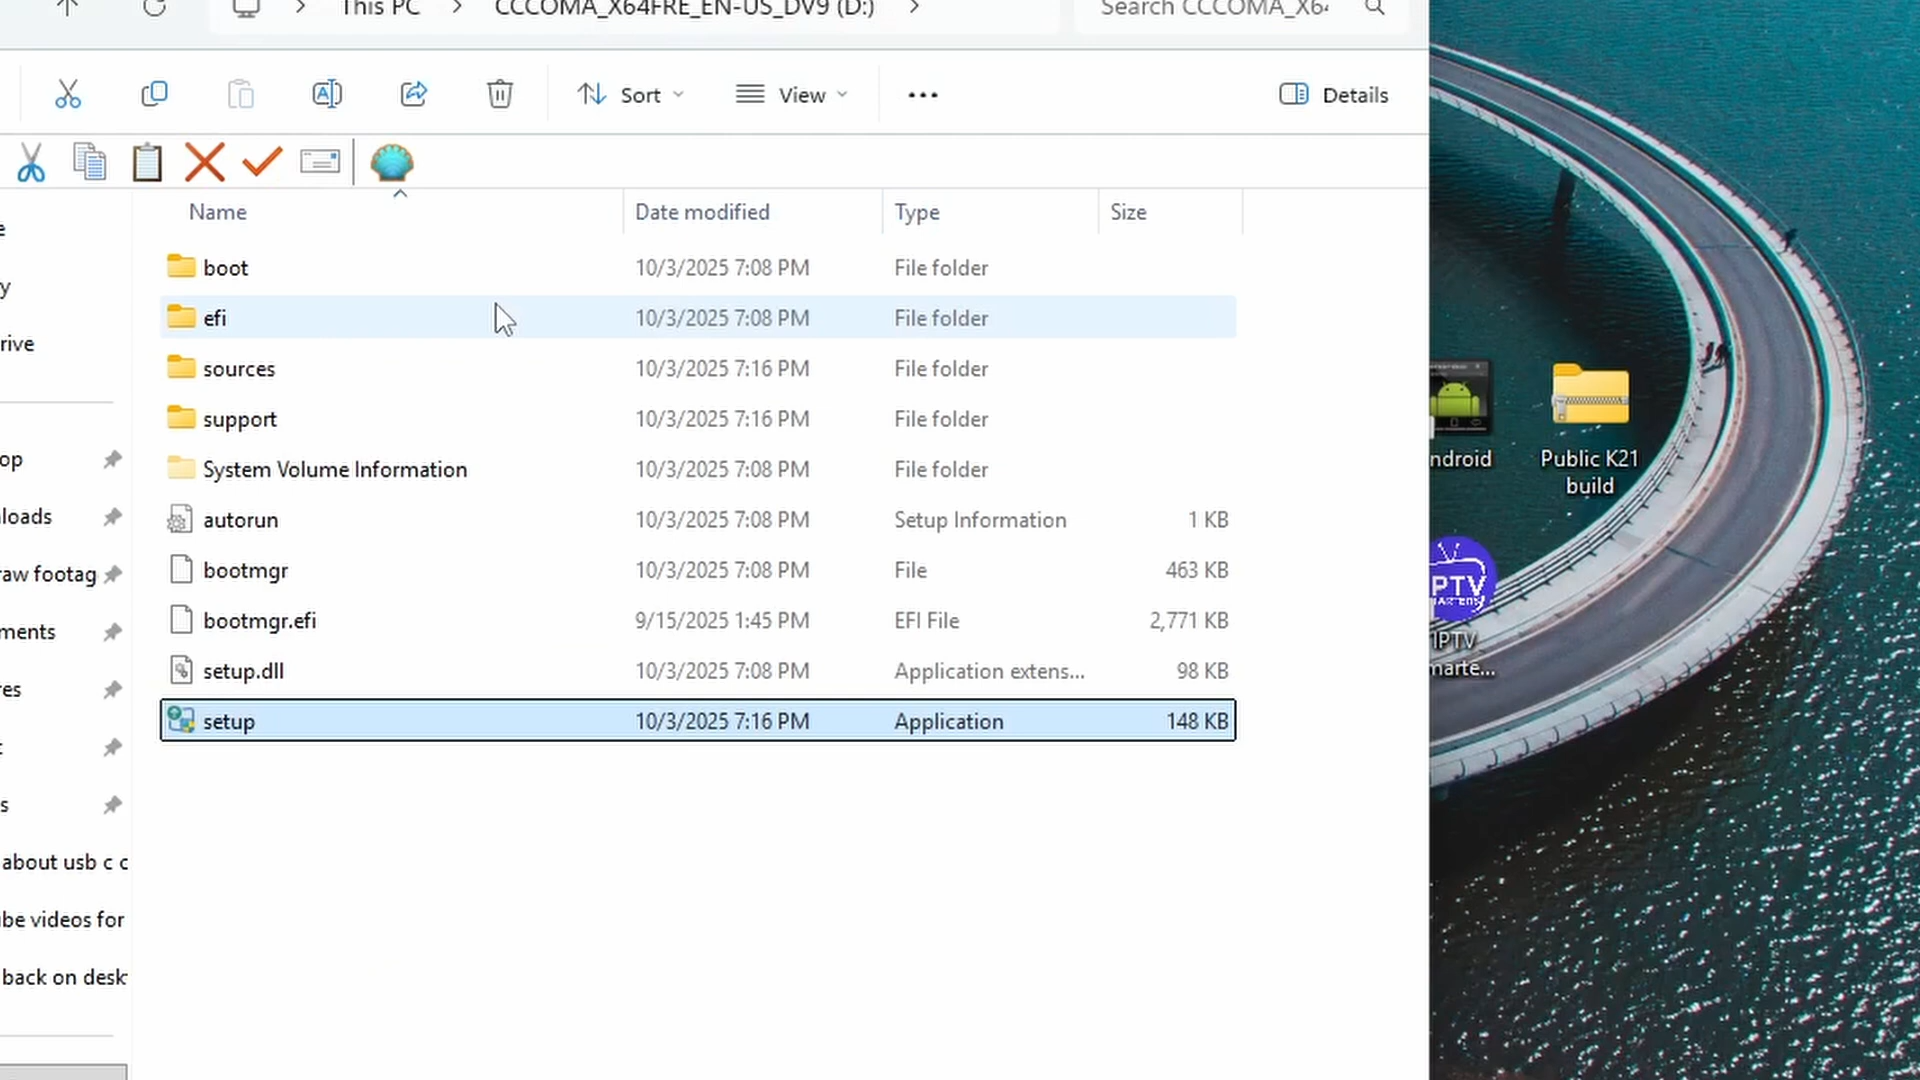 This PC
CCCOMA_X64FRE_EN-US_DV9 (D:)
Search CCCOMA_X64
Sort
View
Details
Name
Date modified
Type
Size
boot 10/3/2025 7:08 PM File folder
efi 10/3/2025 7:08 PM File folder
sources 10/3/2025 7:16 PM File folder
support 10/3/2025 7:16 PM File folder
System Volume Information 10/3/2025 7:08 PM File folder
autorun 10/3/2025 7:08 PM Setup Information 1 KB
bootmgr 10/3/2025 7:08 PM File 463 KB
bootmgr.efi 9/15/2025 1:45 PM EFI File 2,771 KB
setup.dll 10/3/2025 7:08 PM Application extens... 98 KB
setup 10/3/2025 7:16 PM Application 148 KB
e
y
rive
op
loads
raw footag
ments
res
s
about usb c c
be videos for
back on desk
ndroid
Public K21
build
PTV
IPTV
marte...